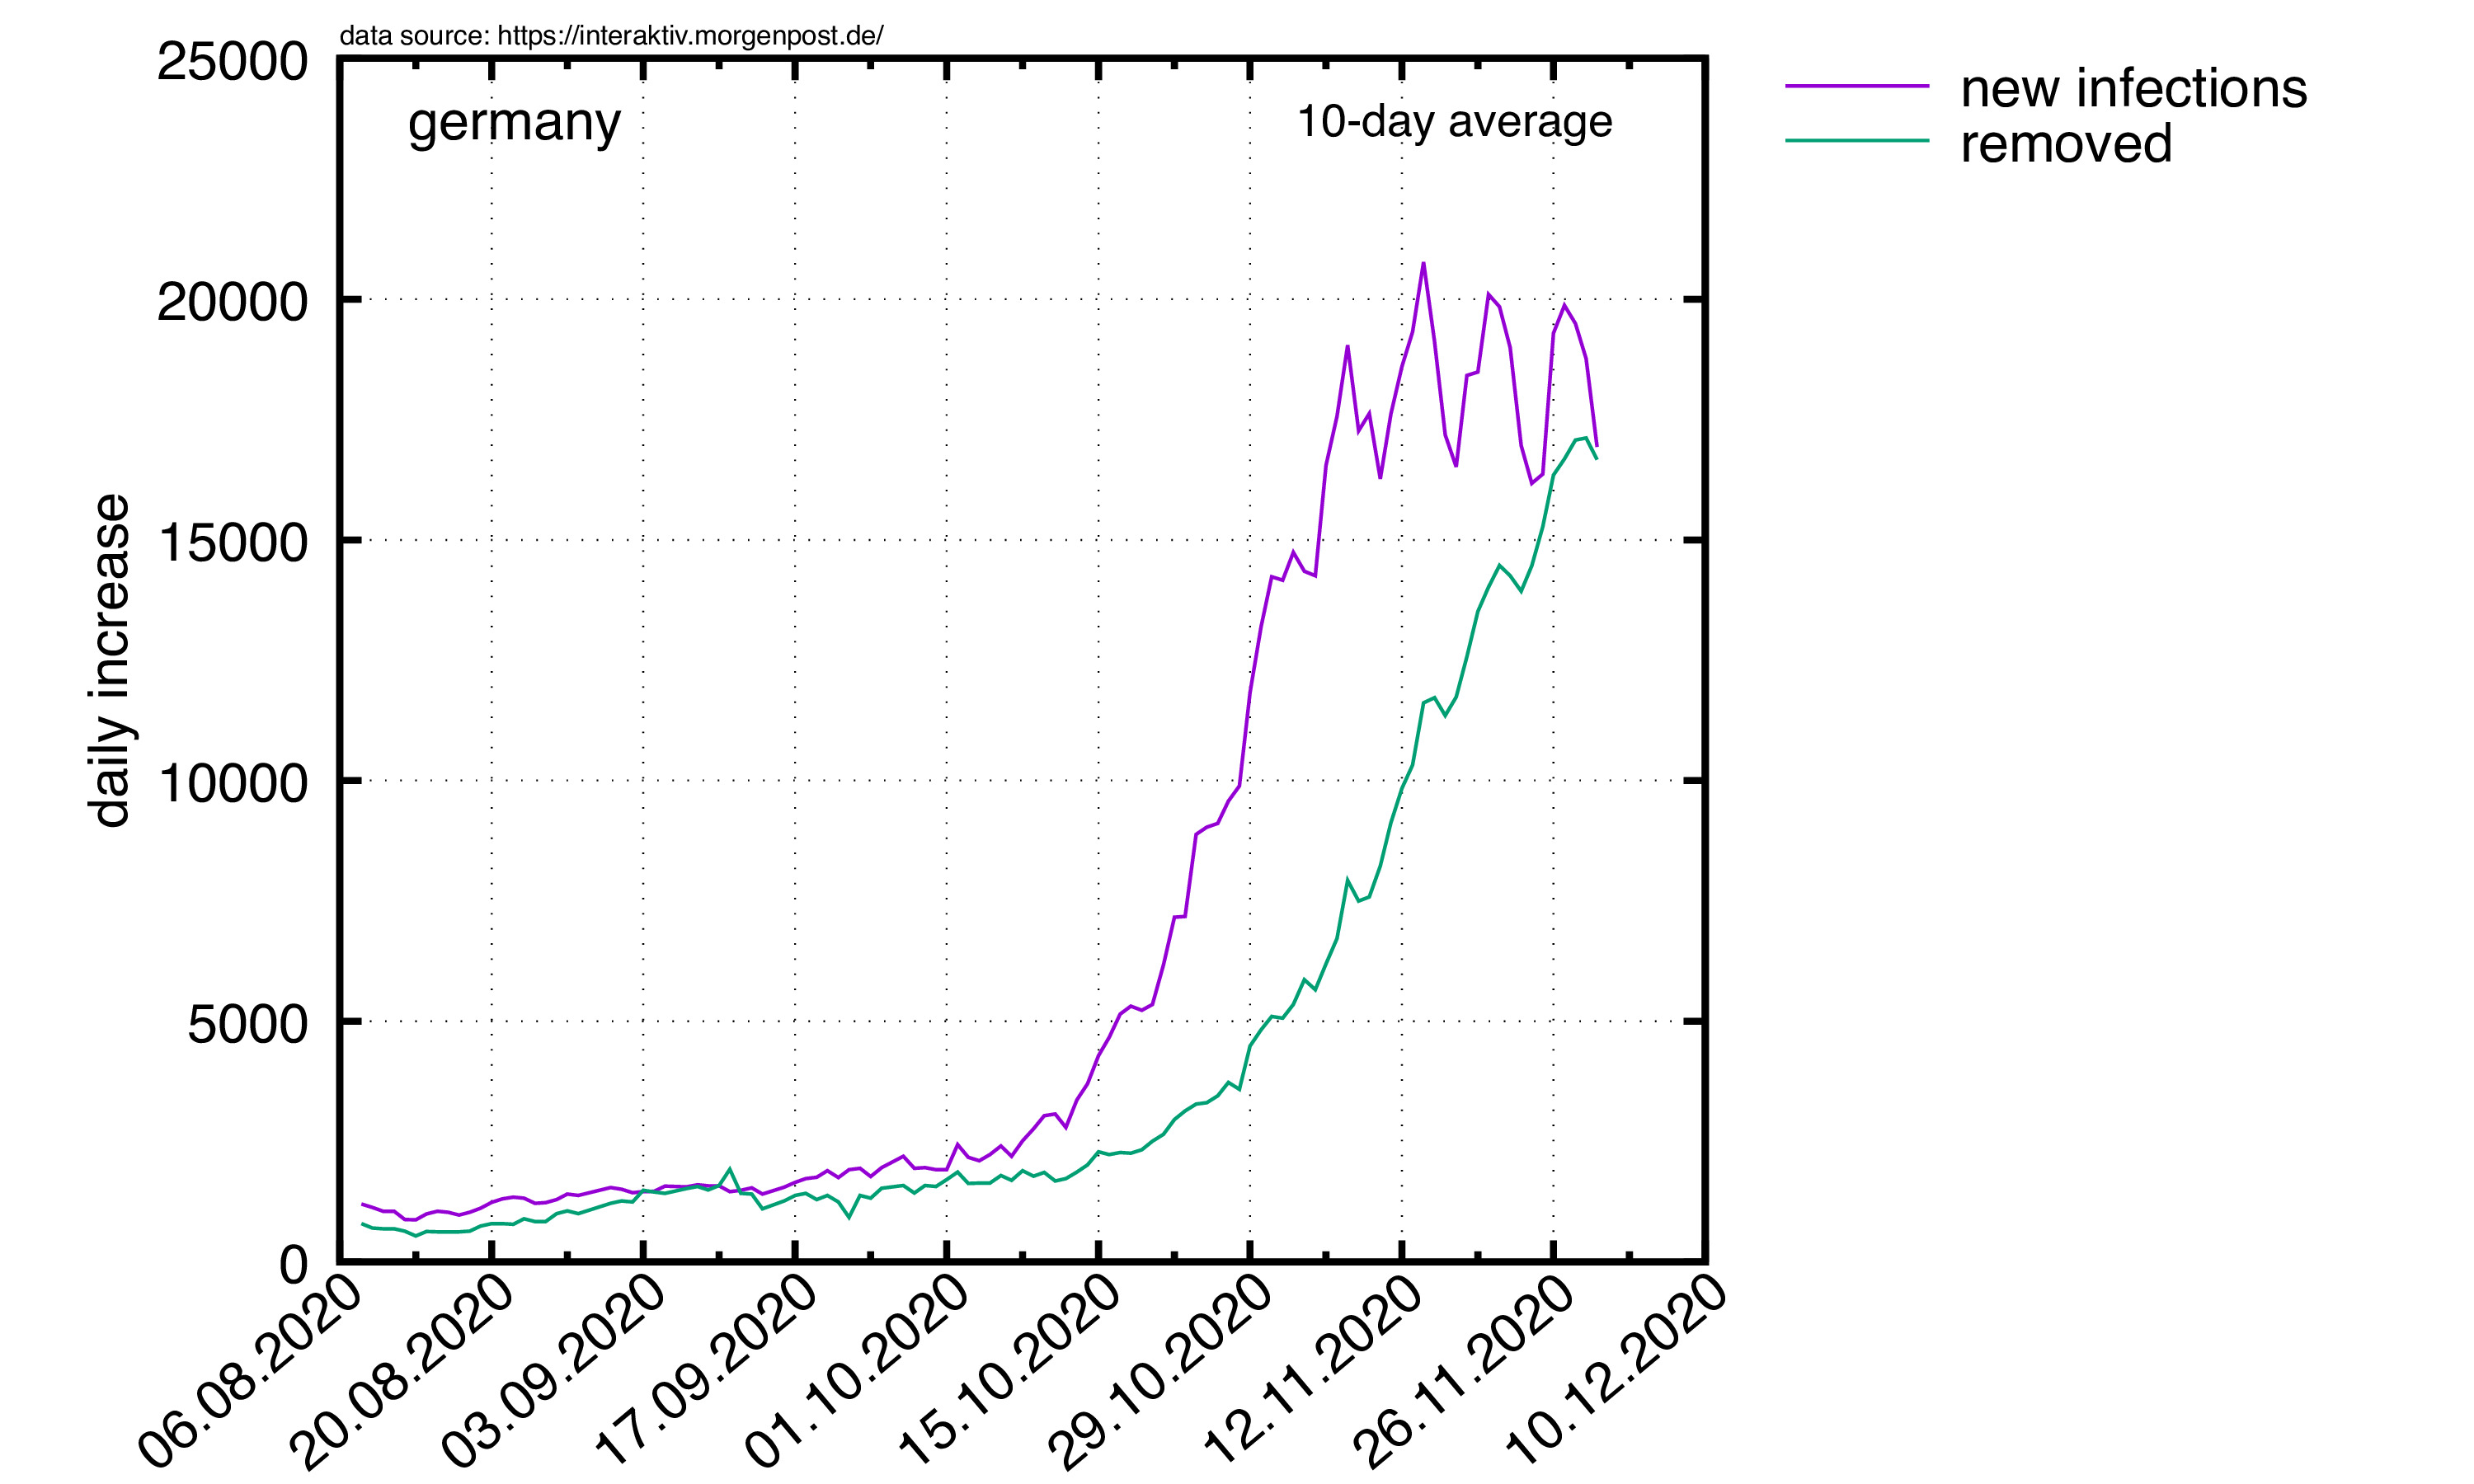 data source: https://interaktiv.morgenpost.de/
germany
10-day average
new infections
removed
daily increase
25000
20000
15000
10000
5000
0
06.08.2020
20.08.2020
03.09.2020
17.09.2020
01.10.2020
15.10.2020
29.10.2020
12.11.2020
26.11.2020
10.12.2020